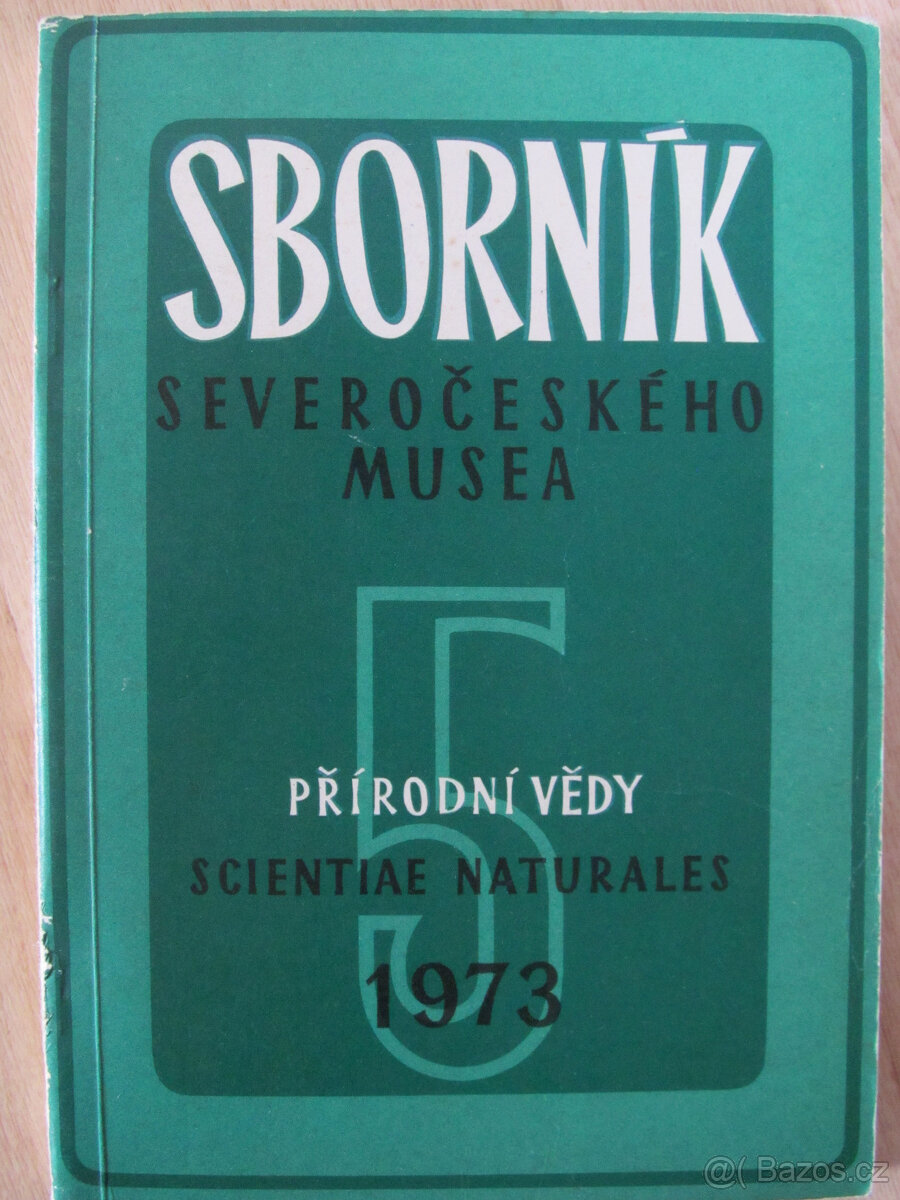 SBORNÍK
SEVEROČESKÉHO
MUSEA
5
PŘÍRODNÍ VĚDY
SCIENTIAE NATURALES
1973
@( Bazos.cz